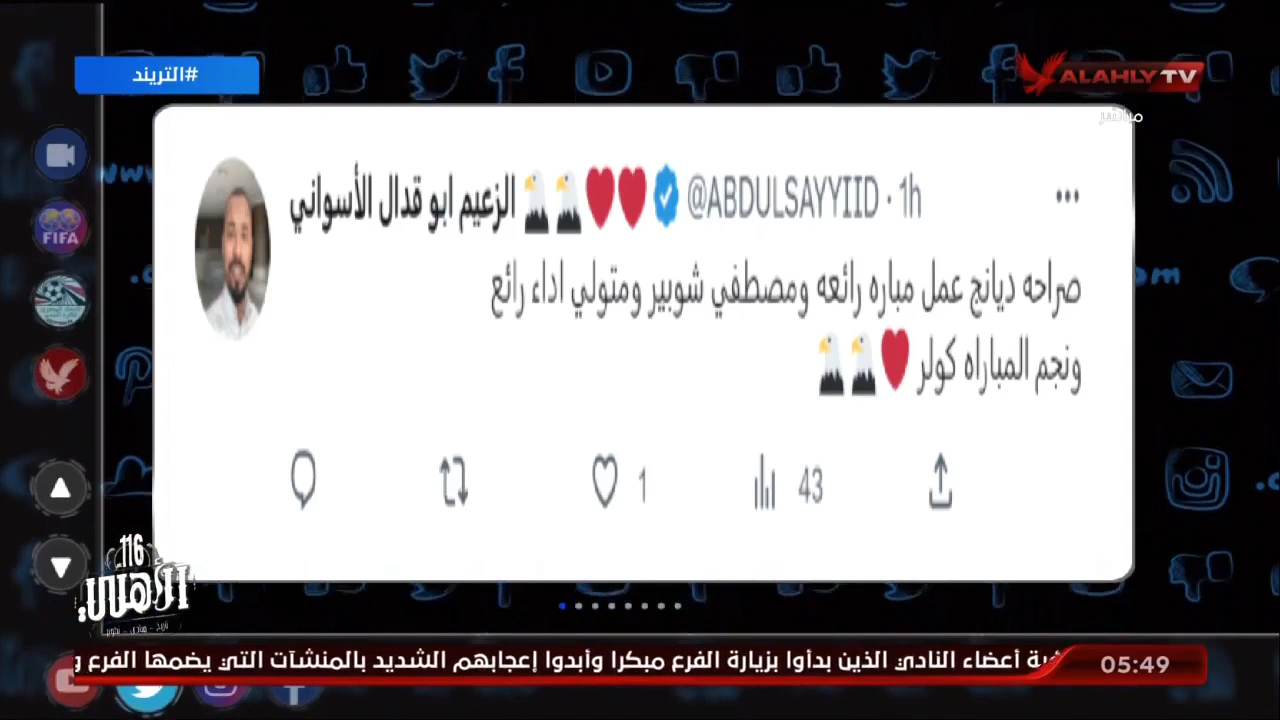 #التريند
ALAHLY TV
مباشر
الزعيم ابو قدال الأسواني 🦅🦅❤❤ @ABDULSAYYIID · 1h
صراحه ديانج عمل مباره رائعه ومصطفي شوبير ومتولي اداء رائع
ونجم المباراه كولر ❤🦅🦅
1
43
FIFA
116
الأهلي
أعضاء النادي الذين بدأوا بزيارة الفرع مبكرا وأبدوا إعجابهم الشديد بالمنشآت التي يضمها الفرع و
05:49